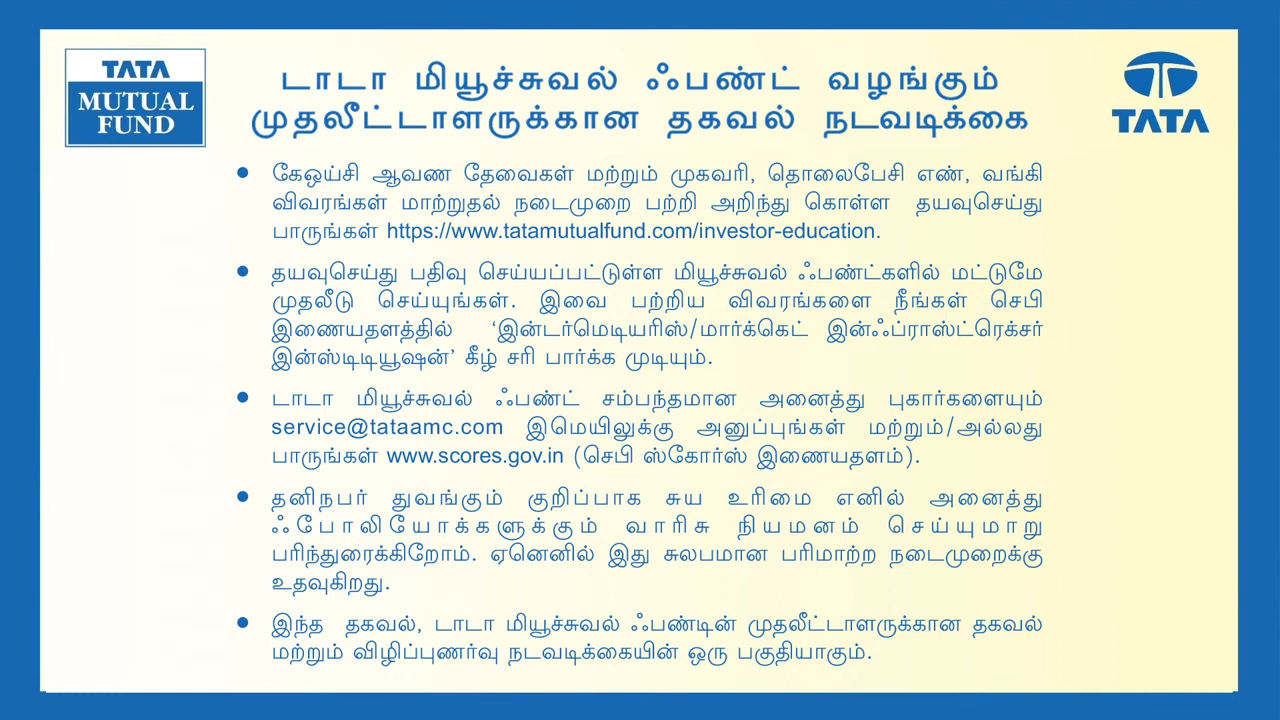 TATA
MUTUAL
FUND
டாடா மியூச்சுவல் ஃபண்ட் வழங்கும்
முதலீட்டாளருக்கான தகவல் நடவடிக்கை
TATA
● கேஒய்சி ஆவண தேவைகள் மற்றும் முகவரி, தொலைபேசி எண், வங்கி
விவரங்கள் மாற்றுதல் நடைமுறை பற்றி அறிந்து கொள்ள தயவுசெய்து
பாருங்கள் https://www.tatamutualfund.com/investor-education.
● தயவுசெய்து பதிவு செய்யப்பட்டுள்ள மியூச்சுவல் ஃபண்ட்களில் மட்டுமே
முதலீடு செய்யுங்கள். இவை பற்றிய விவரங்களை நீங்கள் செபி
இணையதளத்தில் ‘இன்டர்மெடியரிஸ்/மார்க்கெட் இன்ஃப்ராஸ்ட்ரெக்சர்
இன்ஸ்டிடியூஷன்’ கீழ் சரி பார்க்க முடியும்.
● டாடா மியூச்சுவல் ஃபண்ட் சம்பந்தமான அனைத்து புகார்களையும்
service@tataamc.com இமெயிலுக்கு அனுப்புங்கள் மற்றும்/அல்லது
பாருங்கள் www.scores.gov.in (செபி ஸ்கோர்ஸ் இணையதளம்).
● தனிநபர் துவங்கும் குறிப்பாக சுய உரிமை எனில் அனைத்து
ஃபோலியோக்களுக்கும் வாரிசு நியமனம் செய்யுமாறு
பரிந்துரைக்கிறோம். ஏனெனில் இது சுலபமான பரிமாற்ற நடைமுறைக்கு
உதவுகிறது.
● இந்த தகவல், டாடா மியூச்சுவல் ஃபண்டின் முதலீட்டாளருக்கான தகவல்
மற்றும் விழிப்புணர்வு நடவடிக்கையின் ஒரு பகுதியாகும்.